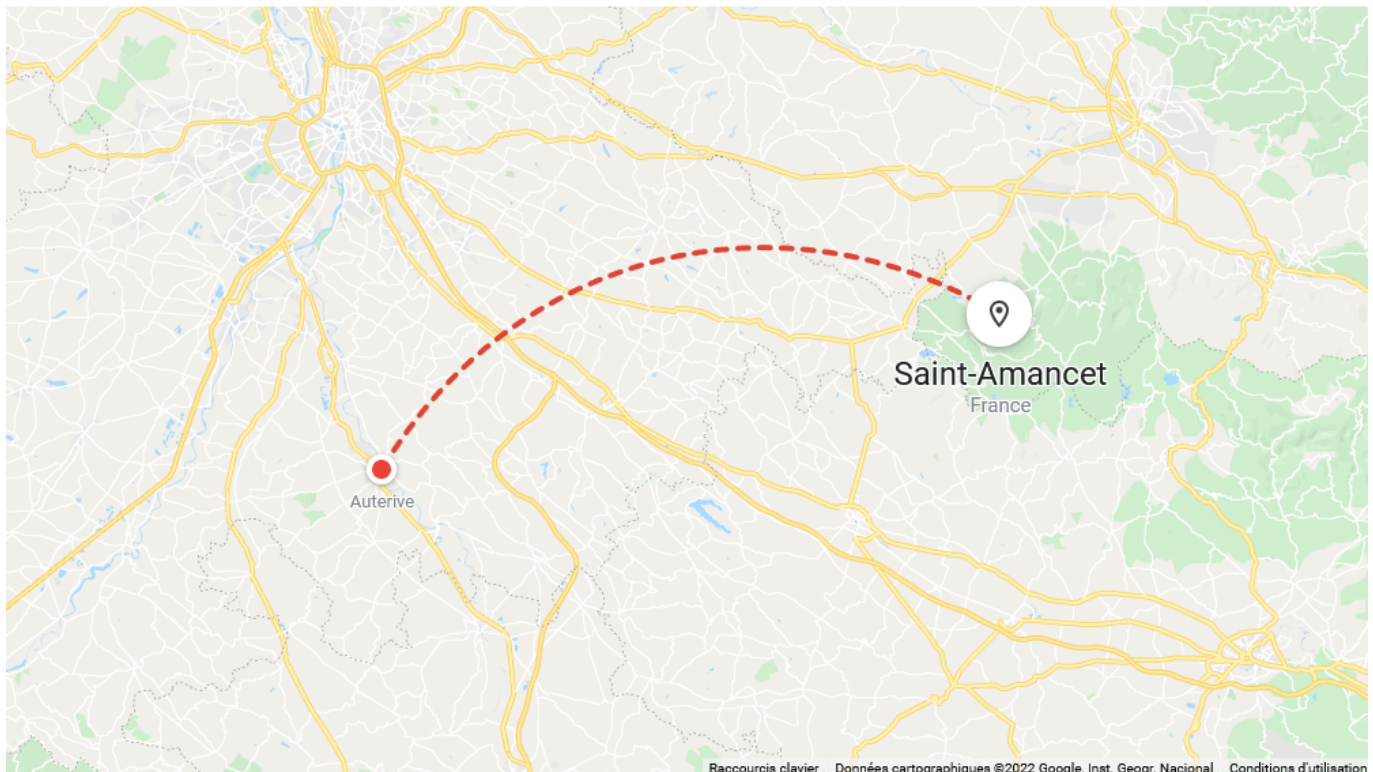 Saint-Amancet
France
Auterive
Raccourcis clavier Données cartographiques ©2022 Google, Inst. Geogr. Nacional Conditions d'utilisation